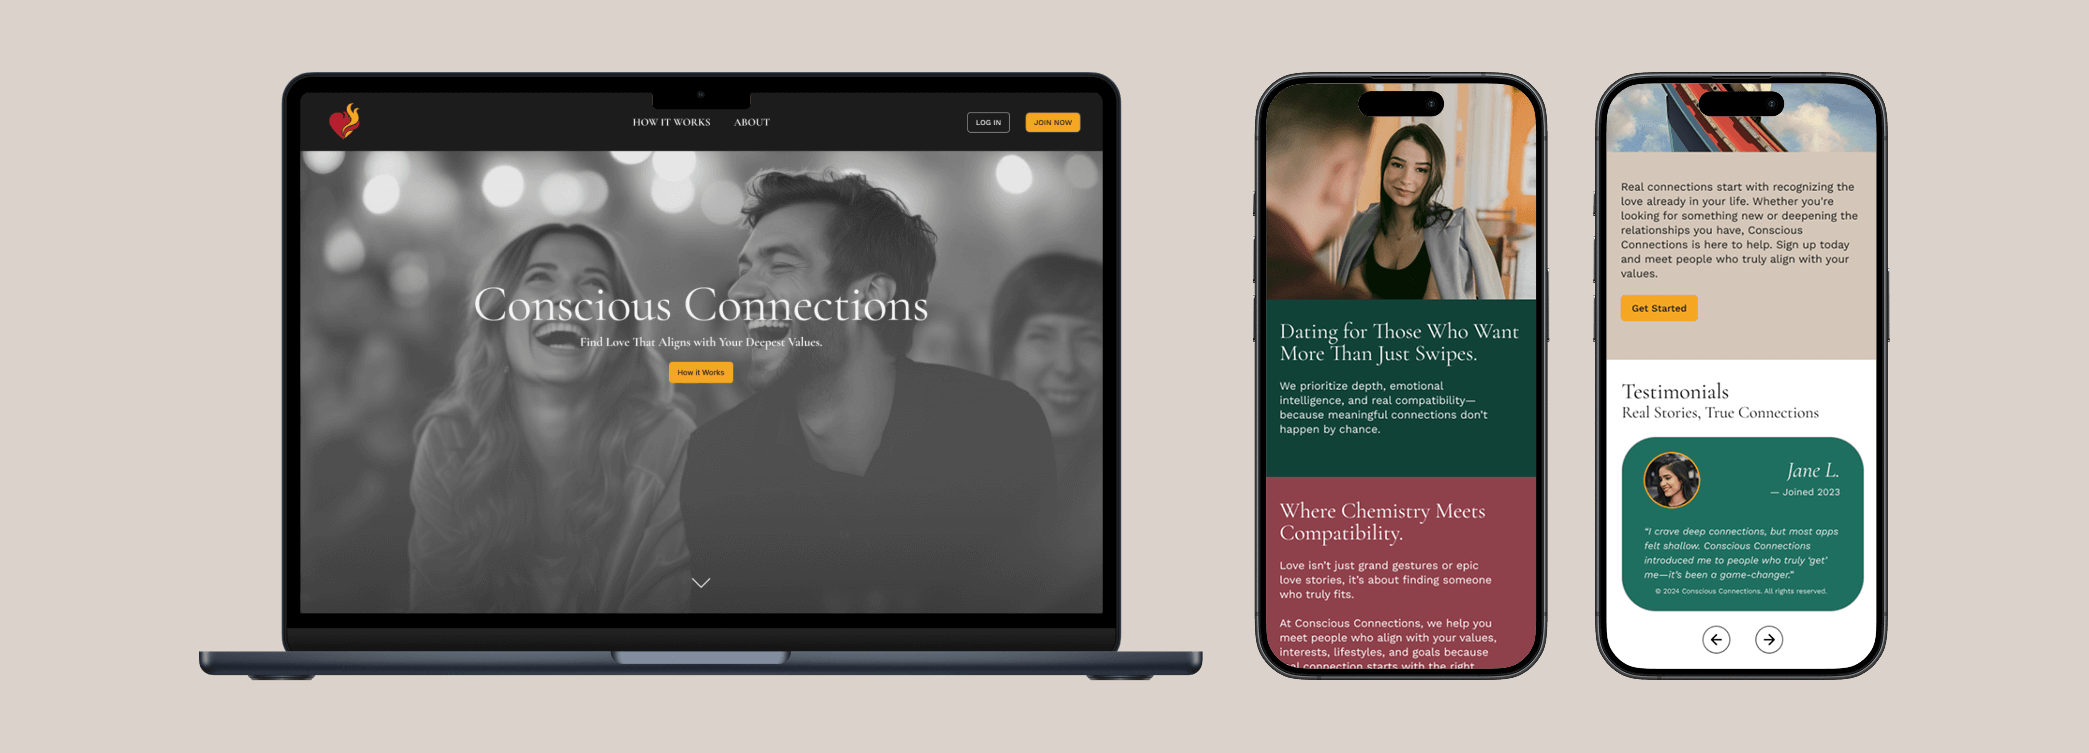 HOW IT WORKS
ABOUT
LOG IN
JOIN NOW
Conscious Connections
Find Love That Aligns with Your Deepest Values.
How it Works
Dating for Those Who Want
More Than Just Swipes.
We prioritize depth, emotional
intelligence, and real compatibility—
because meaningful connections don't
happen by chance.
Where Chemistry Meets
Compatibility.
Love isn't just grand gestures or epic
love stories, it's about finding someone
who truly fits.
At Conscious Connections, we help you
meet people who align with your values,
interests, lifestyles, and goals because
connection starts with the right
Real connections start with recognizing the
love already in your life. Whether you're
looking for something new or deepening the
relationships you have, Conscious
Connections is here to help. Sign up today
and meet people who truly align with your
values.
Get Started
Testimonials
Real Stories, True Connections
Jane L.
— Joined 2023
"I crave deep connections, but most apps
felt shallow. Conscious Connections
introduced me to people who truly 'get'
me—it's been a game-changer."
© 2024 Conscious Connections. All rights reserved.